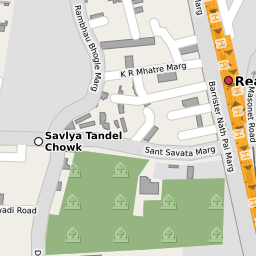 Rambhau Bhogle Marg
K R Mhatre Marg
Rea
Barrister Nath Pai Marg
Masonet Road
Savlya Tandel
Chowk
Sant Savata Marg
wadi Road
D